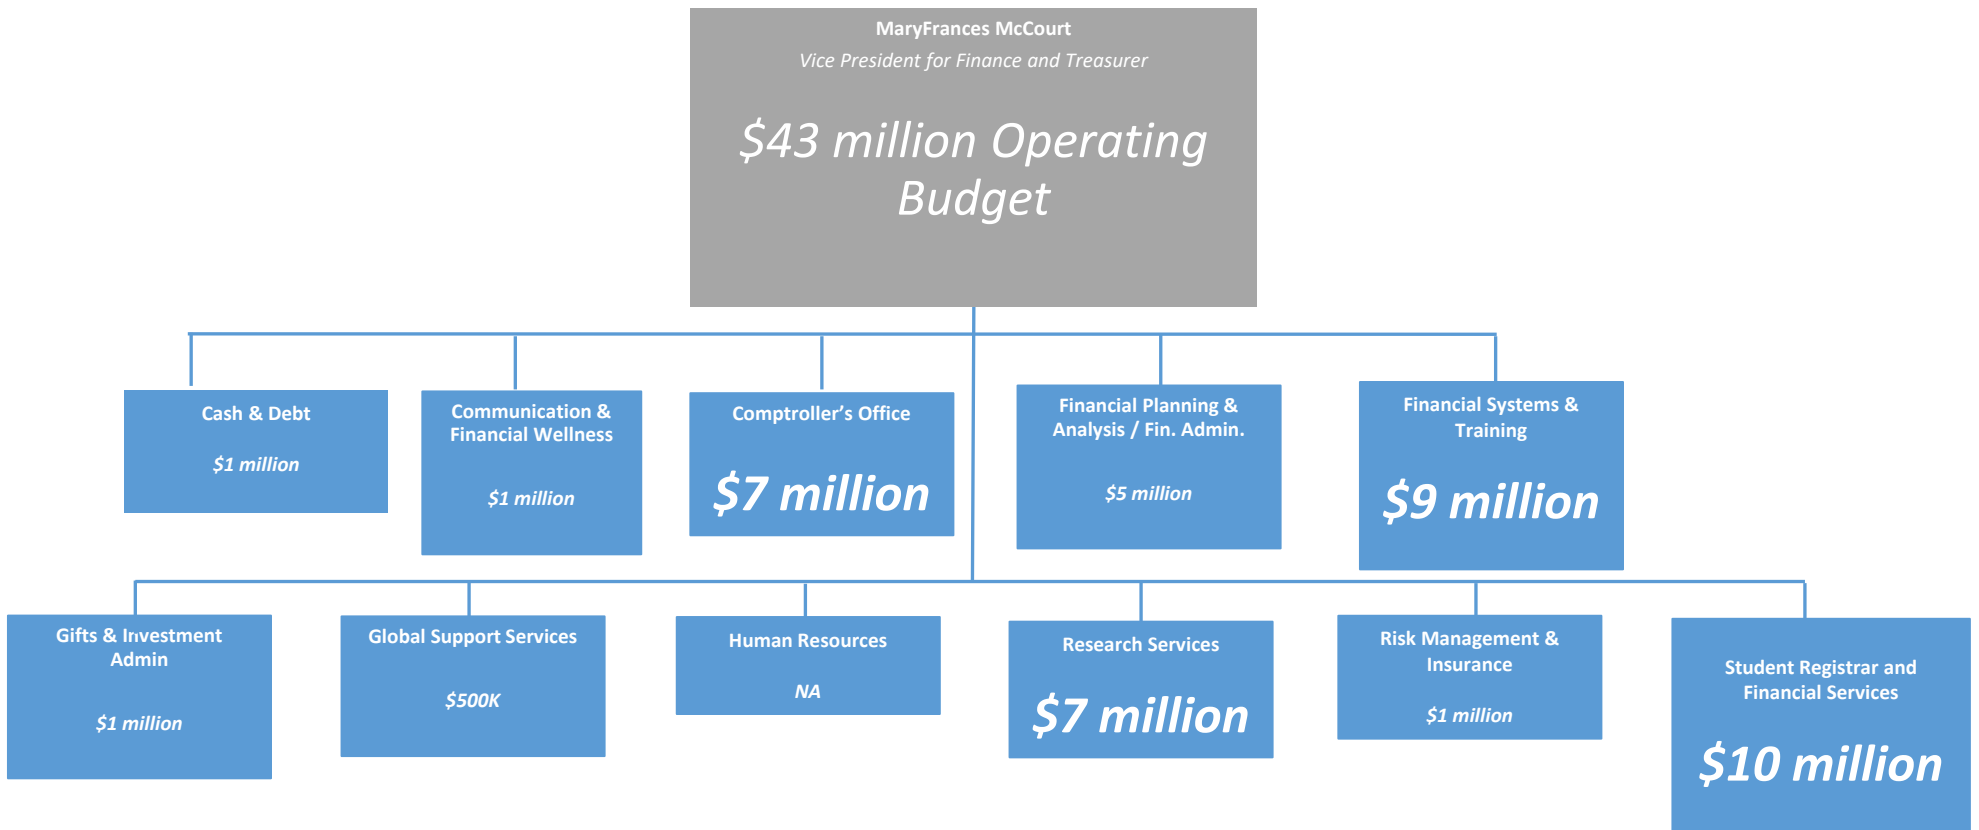 MaryFrances McCourt
Vice President for Finance and Treasurer
$43 million Operating
Budget
Cash & Debt
$1 million
Communication &
Financial Wellness
$1 million
Comptroller’s Office
$7 million
Financial Planning &
Analysis / Fin. Admin.
$5 million
Financial Systems &
Training
$9 million
Gifts & Investment
Admin
$1 million
Global Support Services
$500K
Human Resources
NA
Research Services
$7 million
Risk Management &
Insurance
$1 million
Student Registrar and
Financial Services
$10 million